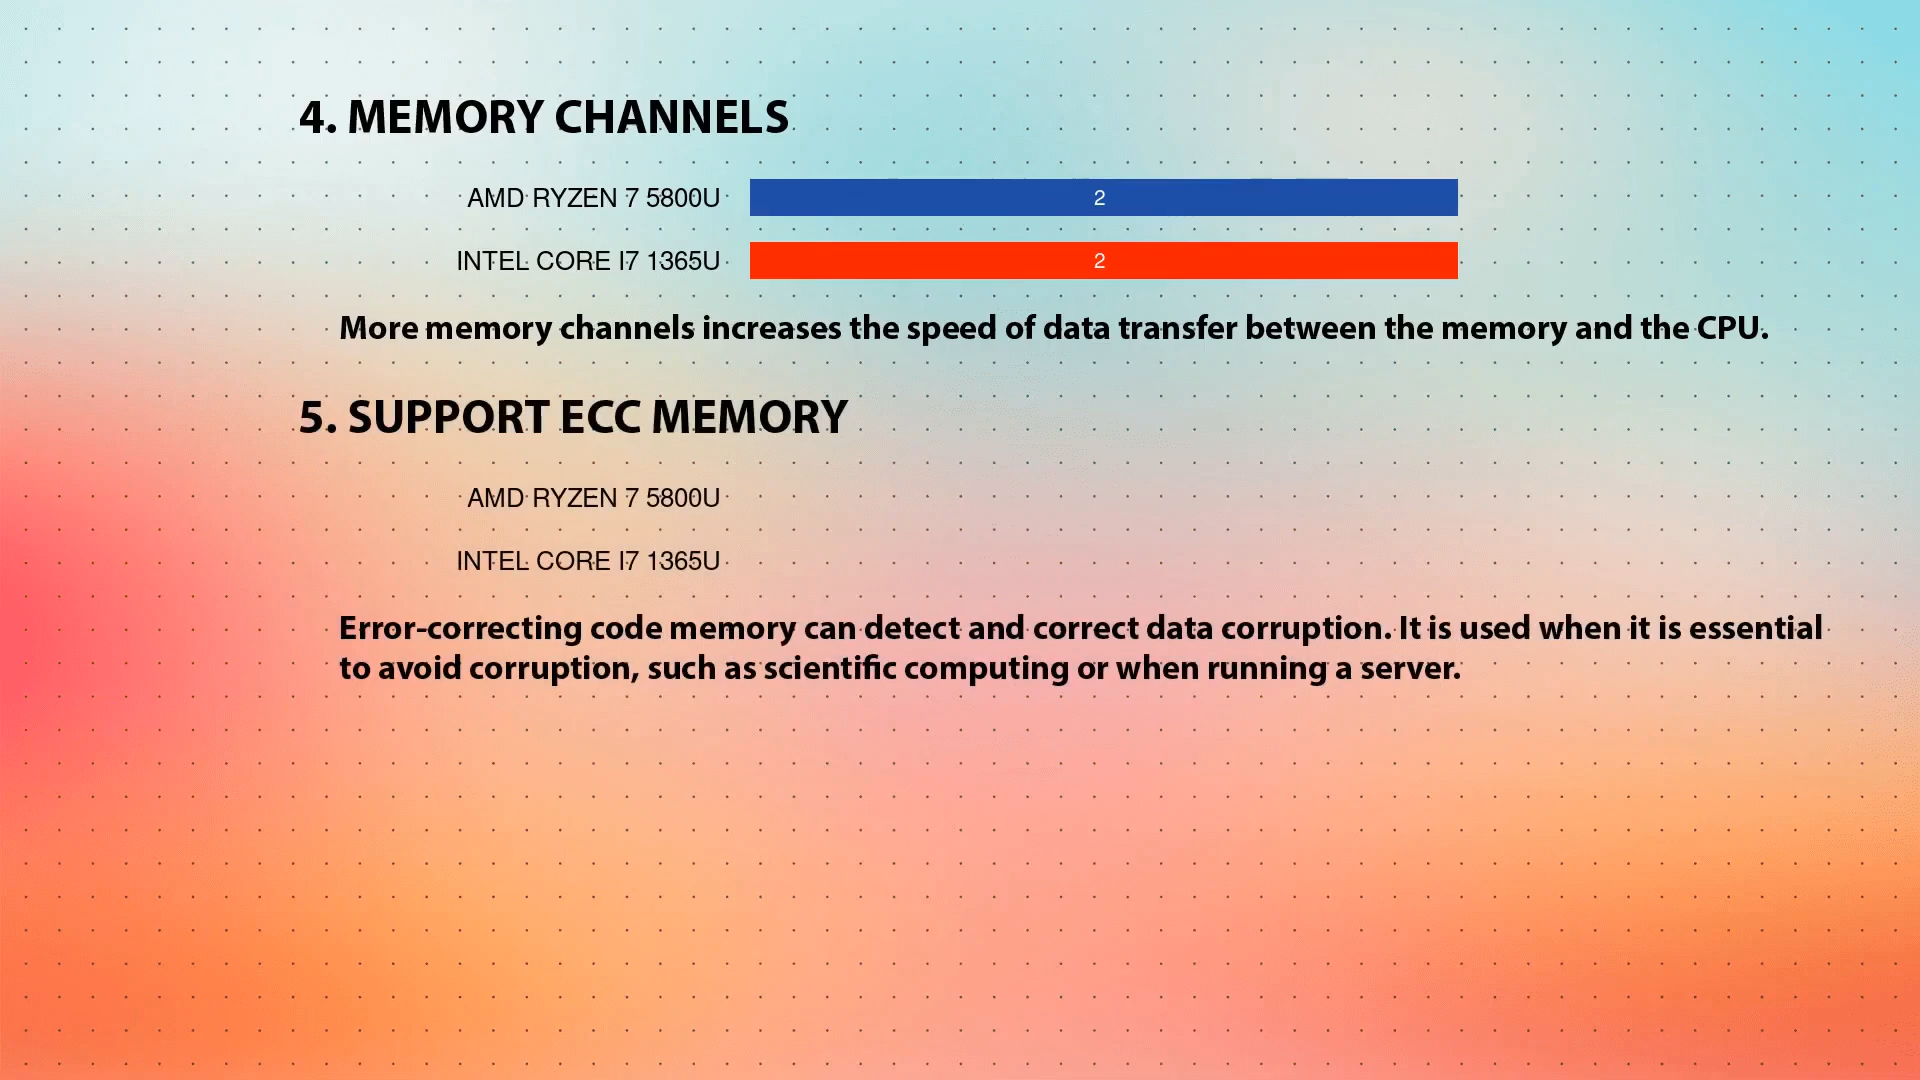 4. MEMORY CHANNELS
AMD RYZEN 7 5800U
2
INTEL CORE I7 1365U
2
More memory channels increases the speed of data transfer between the memory and the CPU.
5. SUPPORT ECC MEMORY
AMD RYZEN 7 5800U
INTEL CORE I7 1365U
Error-correcting code memory can detect and correct data corruption. It is used when it is essential
to avoid corruption, such as scientific computing or when running a server.